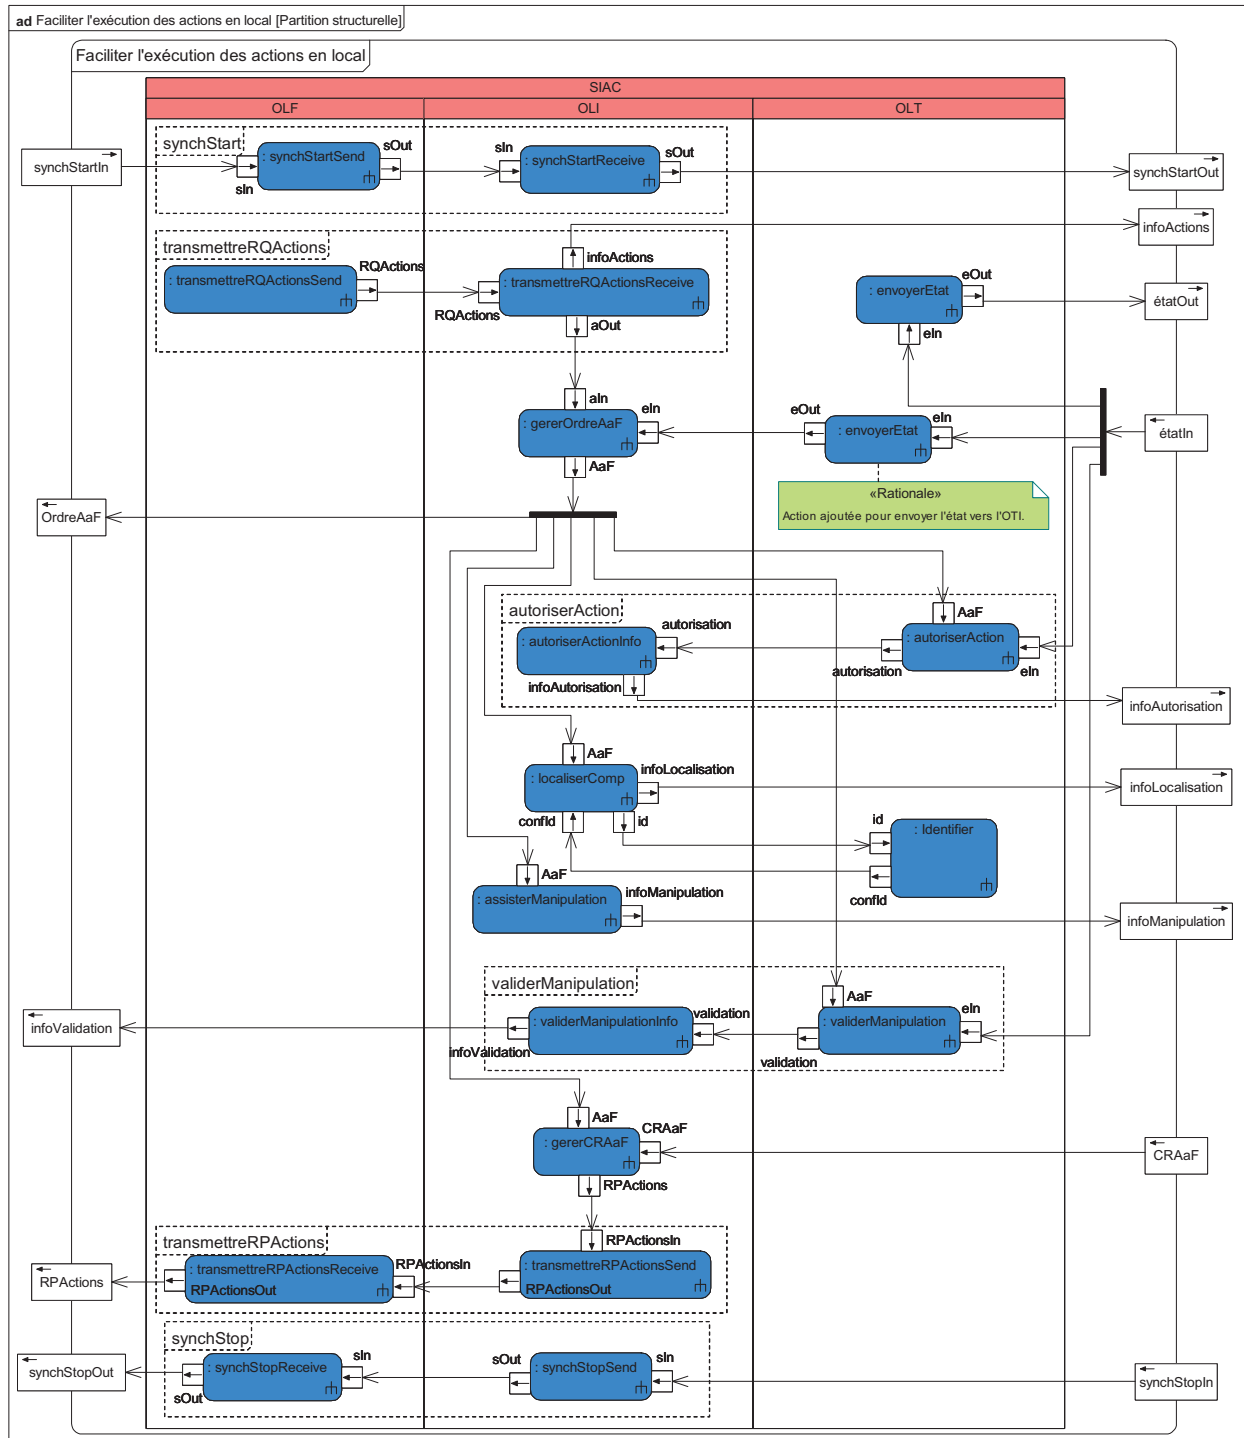 ad Faciliter l'exécution des actions en local [Partition structurelle]
Faciliter l'exécution des actions en local
SIAC
OLF
OLI
OLT
synchStart
synchStartIn
sIn
: synchStartSend
sOut
sIn
: synchStartReceive
sOut
synchStartOut
infoActions
transmettreRQActions
infoActions
: transmettreRQActionsSend
RQActions
RQActions
: transmettreRQActionsReceive
aOut
: envoyerEtat
eOut
eIn
étatOut
aIn
: gererOrdreAaF
eIn
AaF
eOut
: envoyerEtat
eIn
étatIn
«Rationale»
Action ajoutée pour envoyer l'état vers l'OTI.
OrdreAaF
autoriserAction
AaF
: autoriserActionInfo
autorisation
autorisation
: autoriserAction
eIn
infoAutorisation
infoAutorisation
AaF
: localiserComp
infoLocalisation
infoLocalisation
confId
id
id
: Identifier
confId
AaF
: assisterManipulation
infoManipulation
infoManipulation
validerManipulation
AaF
infoValidation
infoValidation
: validerManipulationInfo
validation
validation
: validerManipulation
eIn
AaF
: gererCRAaF
CRAaF
CRAaF
RPActions
transmettreRPActions
RPActionsIn
RPActions
: transmettreRPActionsReceive
RPActionsOut
RPActionsIn
: transmettreRPActionsSend
RPActionsOut
synchStop
synchStopOut
sOut
: synchStopReceive
sIn
sOut
: synchStopSend
sIn
synchStopIn